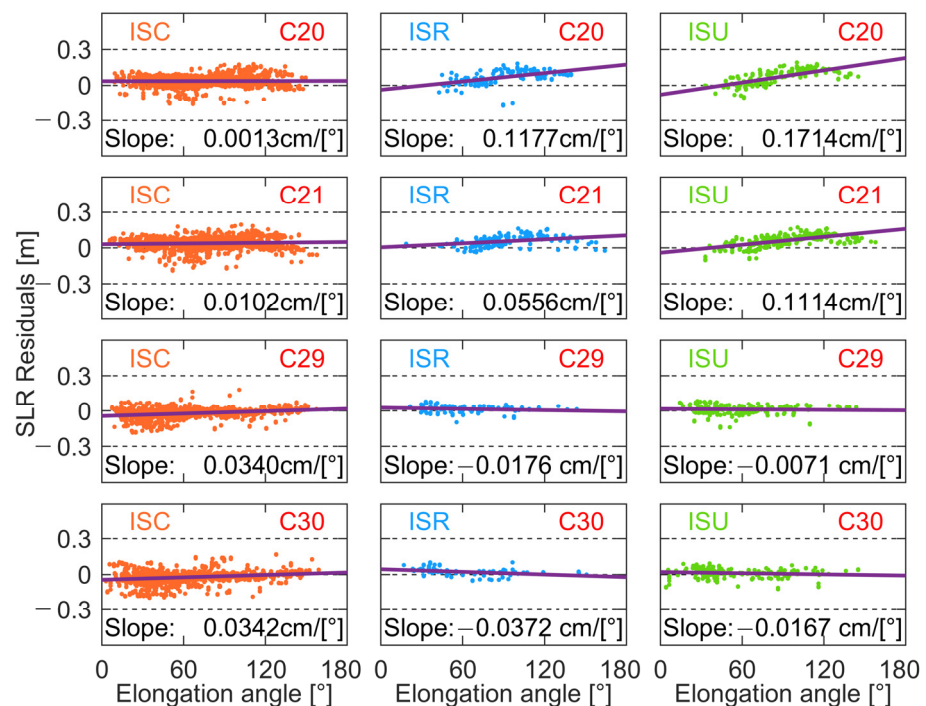 ISC C20 ISR C20 ISU C20
0.3
0
−0.3
Slope: 0.0013cm/[°] Slope: 0.1177cm/[°] Slope: 0.1714cm/[°]
ISC C21 ISR C21 ISU C21
0.3
0
−0.3
Slope: 0.0102cm/[°] Slope: 0.0556cm/[°] Slope: 0.1114cm/[°]
SLR Residuals [m]
ISC C29 ISR C29 ISU C29
0.3
0
−0.3
Slope: 0.0340cm/[°] Slope:−0.0176 cm/[°] Slope:−0.0071 cm/[°]
ISC C30 ISR C30 ISU C30
0.3
0
−0.3
Slope: 0.0342cm/[°] Slope:−0.0372 cm/[°] Slope:−0.0167 cm/[°]
0 60 120 180 0 60 120 180 0 60 120 180
Elongation angle [°] Elongation angle [°] Elongation angle [°]